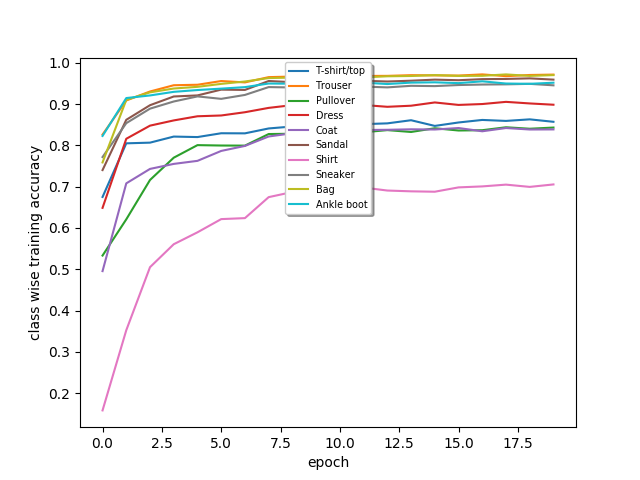 1.0
0.9
0.8
0.7
0.6
0.5
0.4
0.3
0.2
class wise training accuracy
T-shirt/top
Trouser
Pullover
Dress
Coat
Sandal
Shirt
Sneaker
Bag
Ankle boot
0.0 2.5 5.0 7.5 10.0 12.5 15.0 17.5
epoch